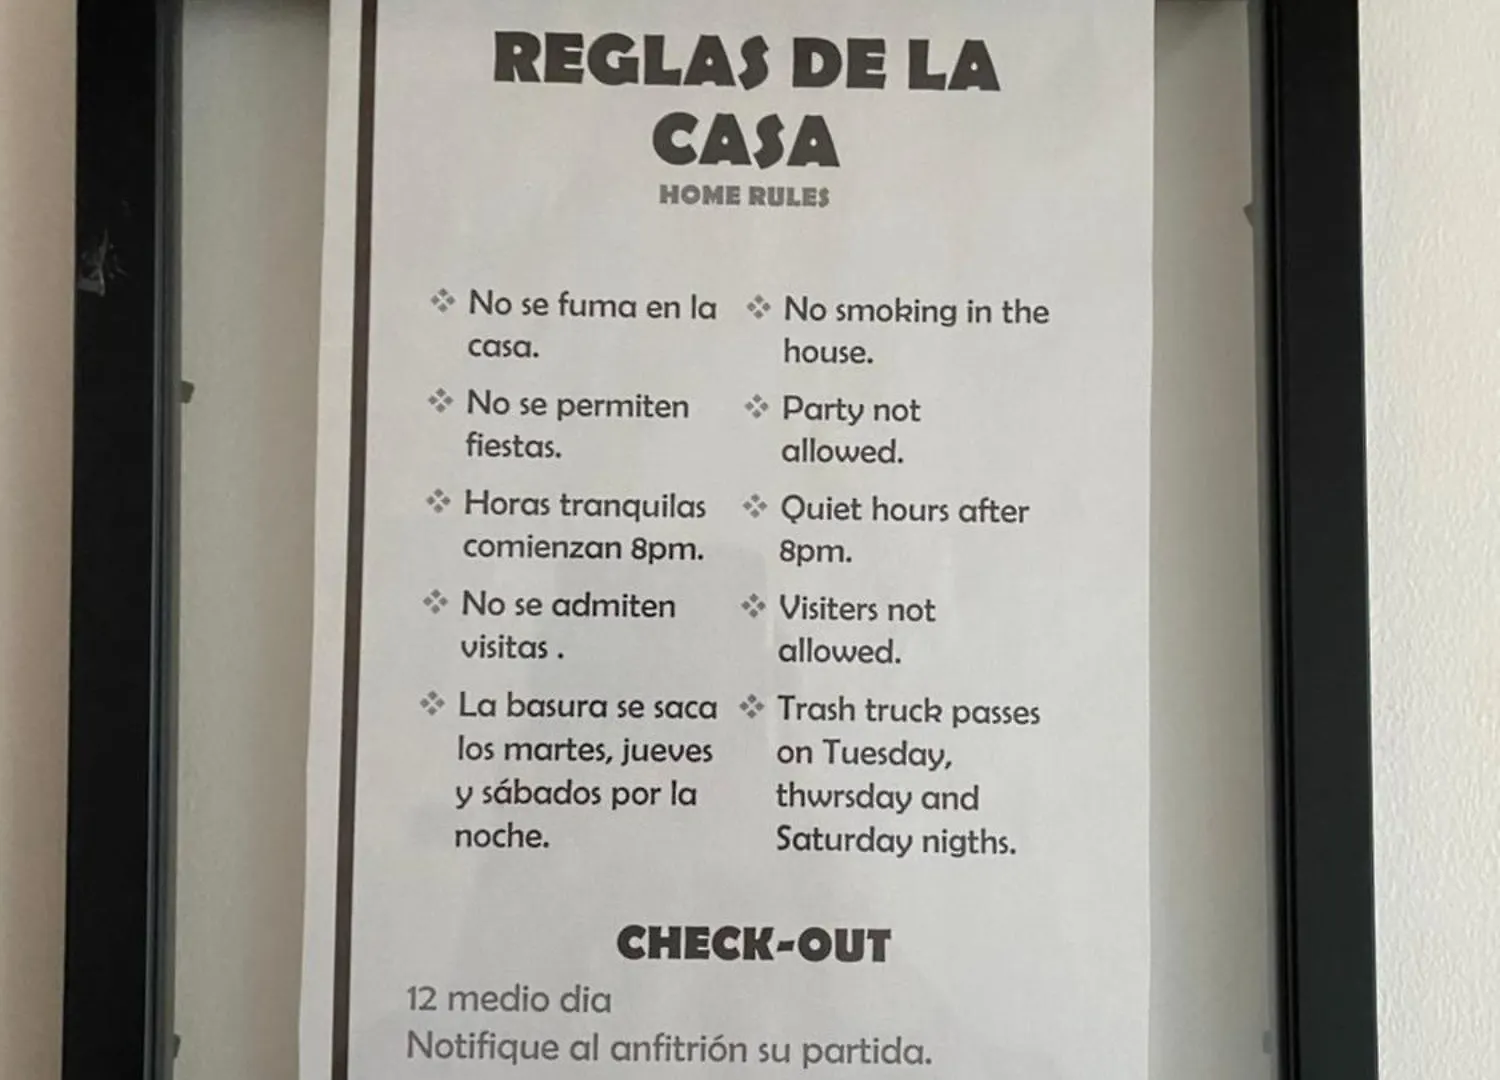 REGLAS DE LA
CASA
HOME RULES
No se fuma en la
casa.
No se permiten
fiestas.
Horas tranquilas
comienzan 8pm.
No se admiten
visitas .
La basura se saca
los martes, jueves
y sábados por la
noche.
No smoking in the
house.
Party not
allowed.
Quiet hours after
8pm.
Visiters not
allowed.
Trash truck passes
on Tuesday,
thwrsday and
Saturday nigths.
CHECK-OUT
12 medio dia
Notifique al anfitrión su partida.